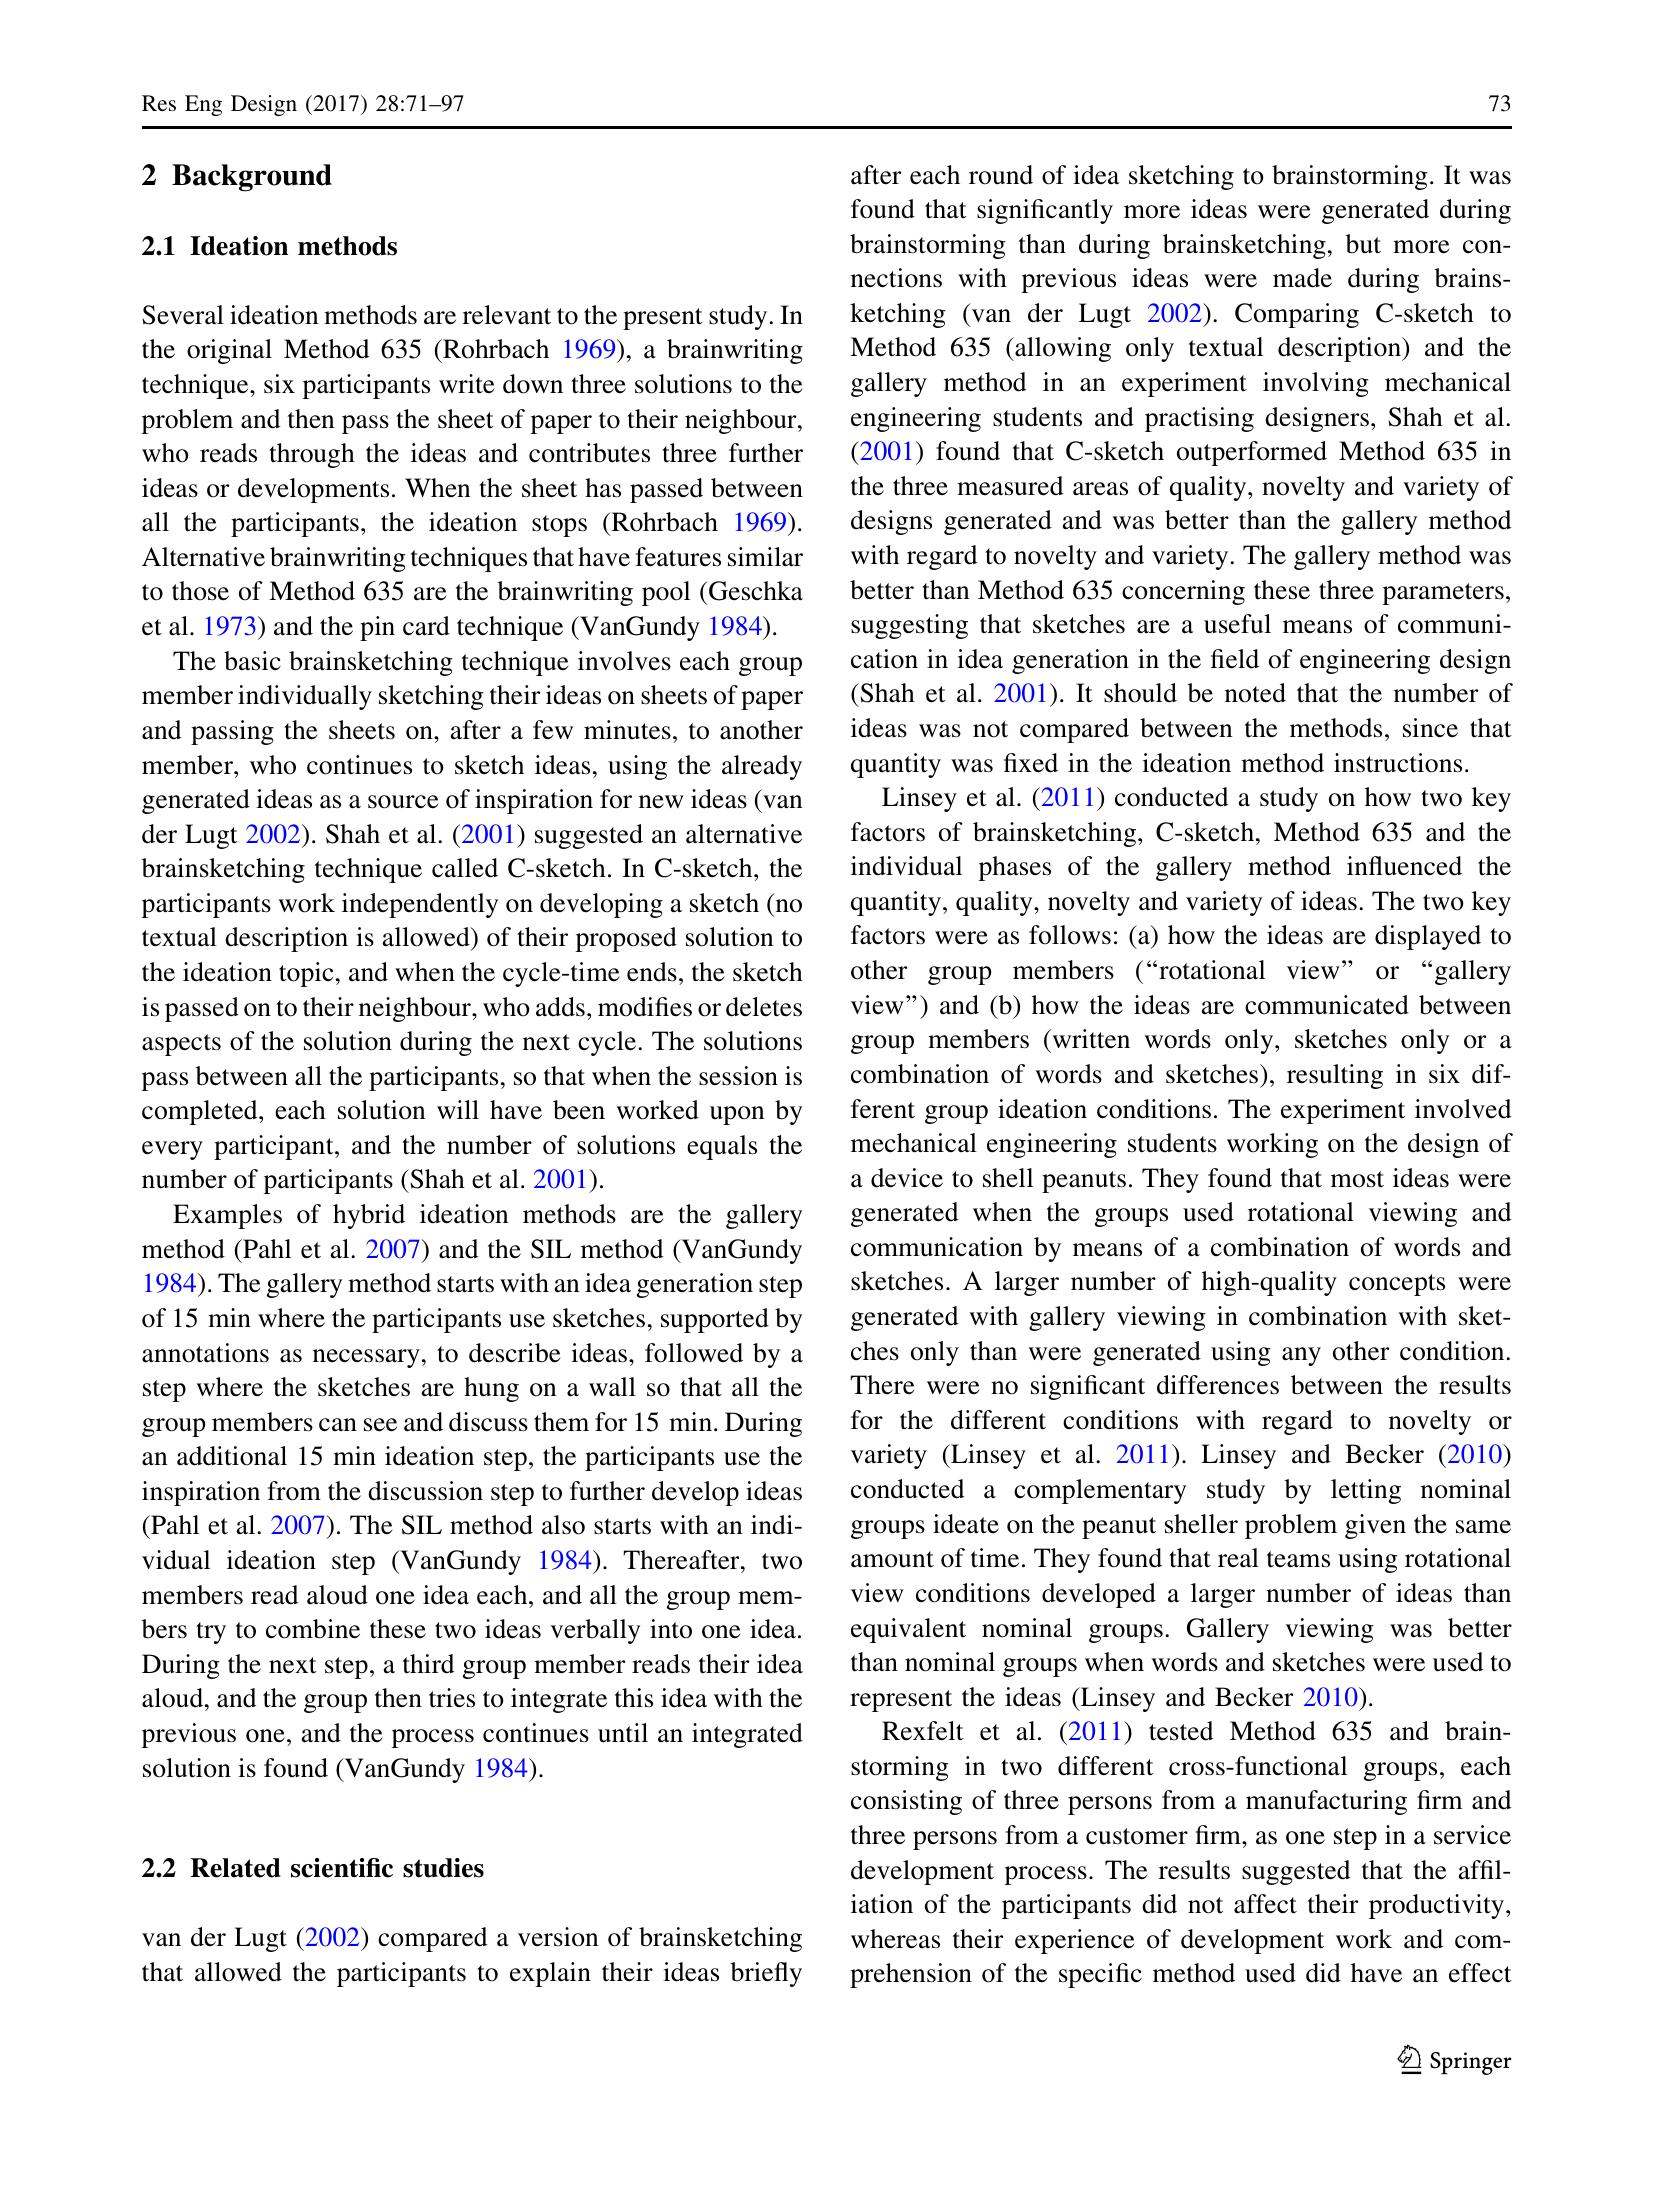 Res Eng Design (2017) 28:71–97
73
2 Background
2.1 Ideation methods
Several ideation methods are relevant to the present study. In
the original Method 635 (Rohrbach 1969), a brainwriting
technique, six participants write down three solutions to the
problem and then pass the sheet of paper to their neighbour,
who reads through the ideas and contributes three further
ideas or developments. When the sheet has passed between
all the participants, the ideation stops (Rohrbach 1969).
Alternative brainwriting techniques that have features similar
to those of Method 635 are the brainwriting pool (Geschka
et al. 1973) and the pin card technique (VanGundy 1984).
The basic brainsketching technique involves each group
member individually sketching their ideas on sheets of paper
and passing the sheets on, after a few minutes, to another
member, who continues to sketch ideas, using the already
generated ideas as a source of inspiration for new ideas (van
der Lugt 2002). Shah et al. (2001) suggested an alternative
brainsketching technique called C-sketch. In C-sketch, the
participants work independently on developing a sketch (no
textual description is allowed) of their proposed solution to
the ideation topic, and when the cycle-time ends, the sketch
is passed on to their neighbour, who adds, modifies or deletes
aspects of the solution during the next cycle. The solutions
pass between all the participants, so that when the session is
completed, each solution will have been worked upon by
every participant, and the number of solutions equals the
number of participants (Shah et al. 2001).
Examples of hybrid ideation methods are the gallery
method (Pahl et al. 2007) and the SIL method (VanGundy
1984). The gallery method starts with an idea generation step
of 15 min where the participants use sketches, supported by
annotations as necessary, to describe ideas, followed by a
step where the sketches are hung on a wall so that all the
group members can see and discuss them for 15 min. During
an additional 15 min ideation step, the participants use the
inspiration from the discussion step to further develop ideas
(Pahl et al. 2007). The SIL method also starts with an indi-
vidual ideation step (VanGundy 1984). Thereafter, two
members read aloud one idea each, and all the group mem-
bers try to combine these two ideas verbally into one idea.
During the next step, a third group member reads their idea
aloud, and the group then tries to integrate this idea with the
previous one, and the process continues until an integrated
solution is found (VanGundy 1984).
2.2 Related scientific studies
van der Lugt (2002) compared a version of brainsketching
that allowed the participants to explain their ideas briefly
after each round of idea sketching to brainstorming. It was
found that significantly more ideas were generated during
brainstorming than during brainsketching, but more con-
nections with previous ideas were made during brains-
ketching (van der Lugt 2002). Comparing C-sketch to
Method 635 (allowing only textual description) and the
gallery method in an experiment involving mechanical
engineering students and practising designers, Shah et al.
(2001) found that C-sketch outperformed Method 635 in
the three measured areas of quality, novelty and variety of
designs generated and was better than the gallery method
with regard to novelty and variety. The gallery method was
better than Method 635 concerning these three parameters,
suggesting that sketches are a useful means of communi-
cation in idea generation in the field of engineering design
(Shah et al. 2001). It should be noted that the number of
ideas was not compared between the methods, since that
quantity was fixed in the ideation method instructions.
Linsey et al. (2011) conducted a study on how two key
factors of brainsketching, C-sketch, Method 635 and the
individual phases of the gallery method influenced the
quantity, quality, novelty and variety of ideas. The two key
factors were as follows: (a) how the ideas are displayed to
other group members (“rotational view” or “gallery
view”) and (b) how the ideas are communicated between
group members (written words only, sketches only or a
combination of words and sketches), resulting in six dif-
ferent group ideation conditions. The experiment involved
mechanical engineering students working on the design of
a device to shell peanuts. They found that most ideas were
generated when the groups used rotational viewing and
communication by means of a combination of words and
sketches. A larger number of high-quality concepts were
generated with gallery viewing in combination with sket-
ches only than were generated using any other condition.
There were no significant differences between the results
for the different conditions with regard to novelty or
variety (Linsey et al. 2011). Linsey and Becker (2010)
conducted a complementary study by letting nominal
groups ideate on the peanut sheller problem given the same
amount of time. They found that real teams using rotational
view conditions developed a larger number of ideas than
equivalent nominal groups. Gallery viewing was better
than nominal groups when words and sketches were used to
represent the ideas (Linsey and Becker 2010).
Rexfelt et al. (2011) tested Method 635 and brain-
storming in two different cross-functional groups, each
consisting of three persons from a manufacturing firm and
three persons from a customer firm, as one step in a service
development process. The results suggested that the affil-
iation of the participants did not affect their productivity,
whereas their experience of development work and com-
prehension of the specific method used did have an effect
Springer